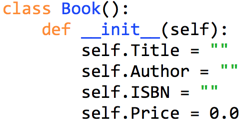 class Book():
    def __init__(self):
        self.Title = ""
        self.Author = ""
        self.ISBN = ""
        self.Price = 0.0